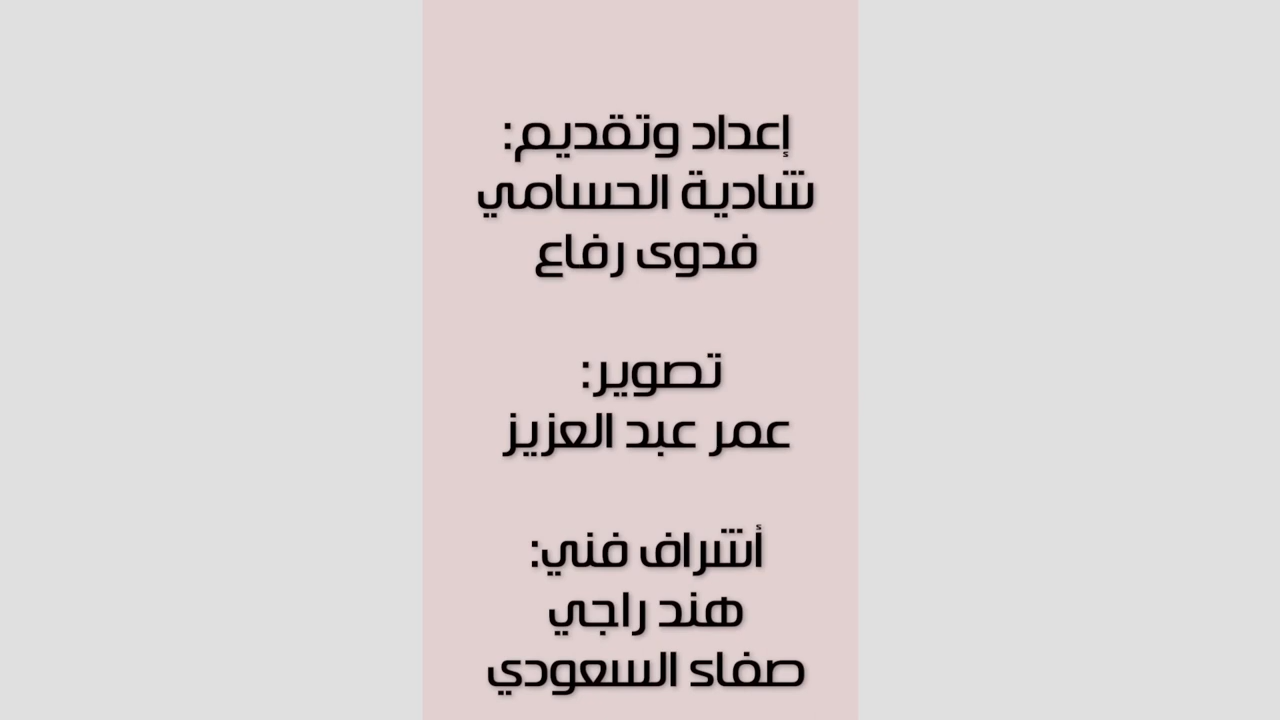 إعداد وتقديم:
شادية الحسامي
فدوى رفاع
تصوير:
عمر عبد العزيز
أشراف فني:
هند راجي
صفاء السعودي